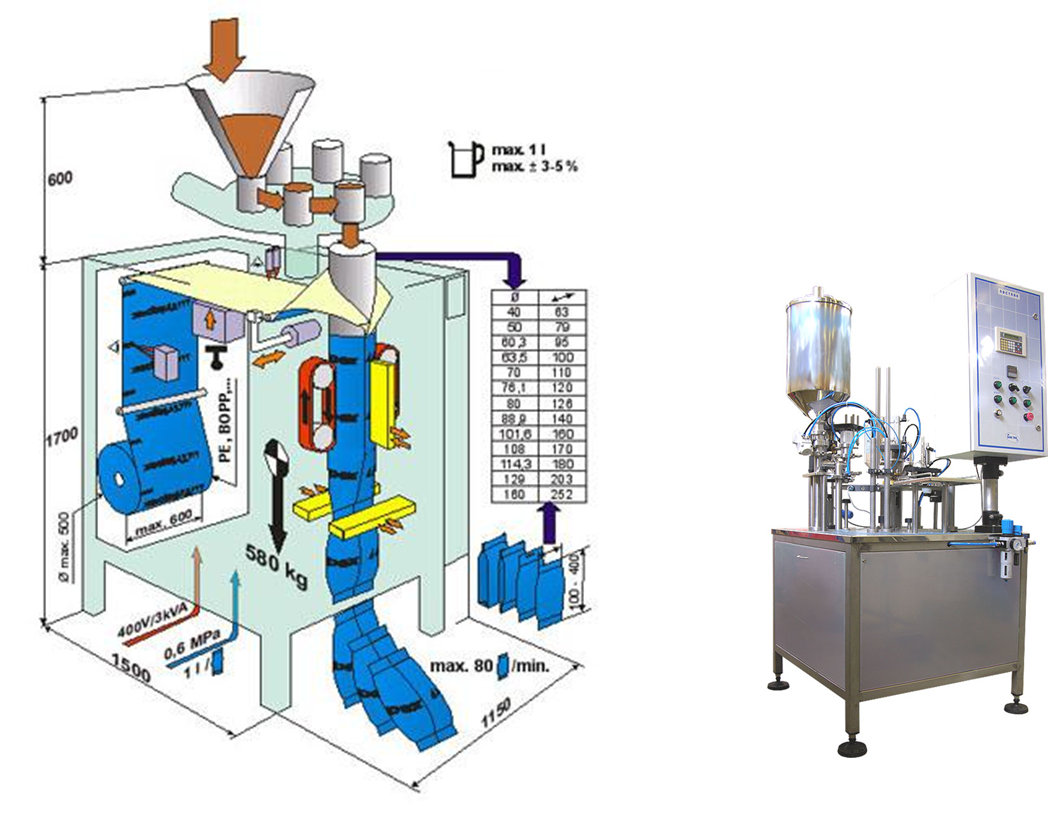 600
max. 1 l
max. ± 3-5 %
1700
PE, BOPP,...
Ø max. 500
max. 600
580 kg
400V/3kVA
0,6 MPa
1 l /
1500
1150
max. 80 /min.
100 - 400
Ø
40 63
50 79
60,3 95
63,5 100
70 110
76,1 120
80 126
88,9 140
101,6 160
108 170
114,3 180
129 203
160 252